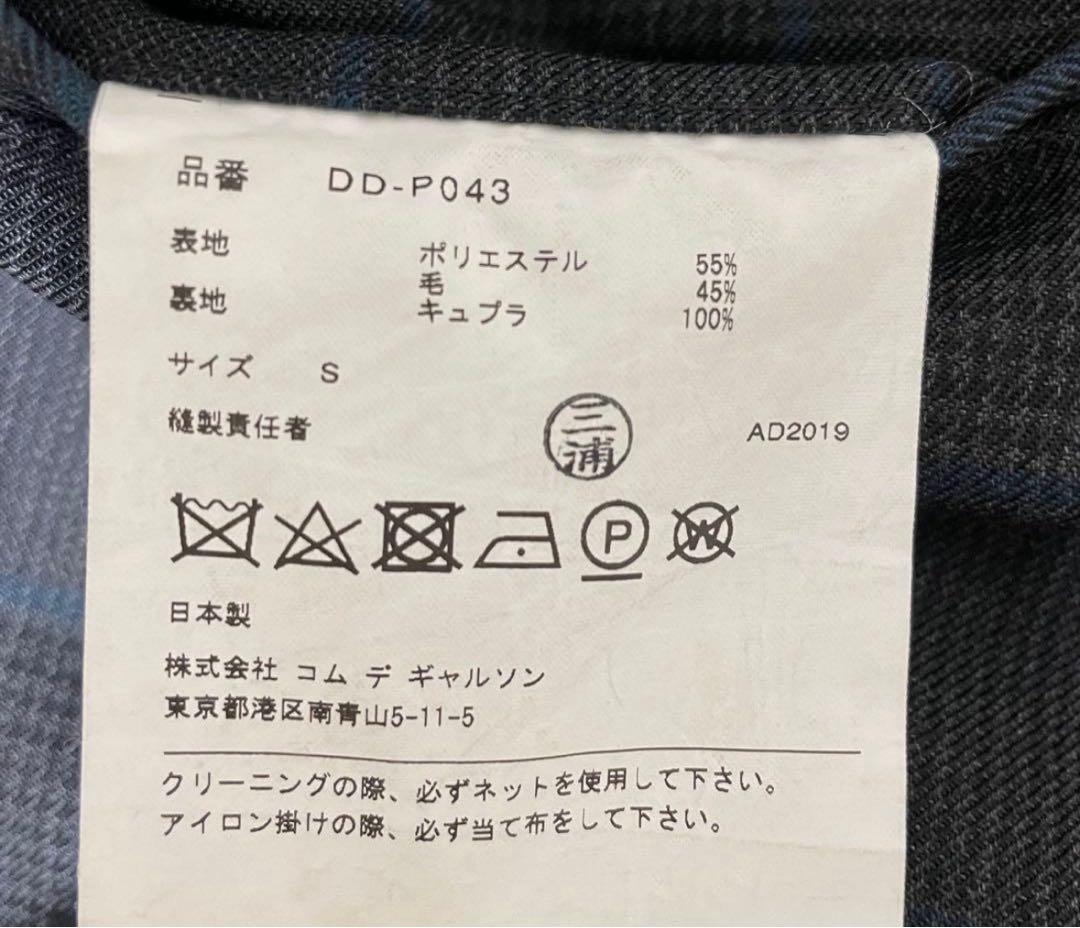 品番 DD-P043
表地 ポリエステル 55%
毛 45%
裏地 キュプラ 100%
サイズ S
縫製責任者 三浦 AD2019
P W
日本製
株式会社 コム デ ギャルソン
東京都港区南青山5-11-5
クリーニングの際、必ずネットを使用して下さい。
アイロン掛けの際、必ず当て布をして下さい。